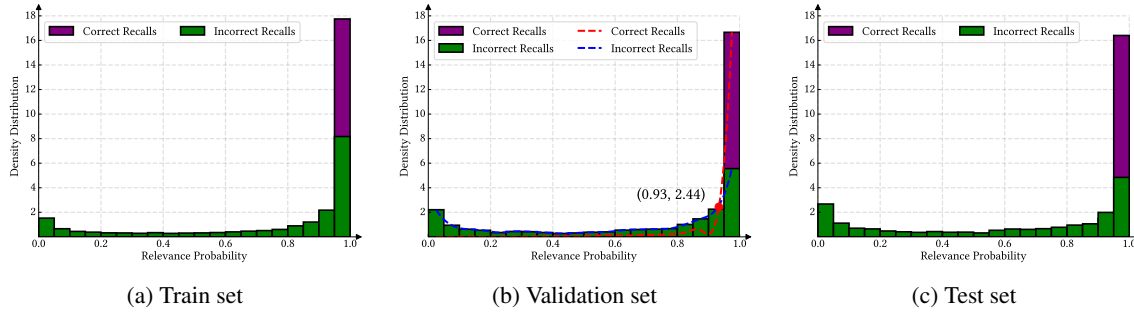 18
16
14
12
10
8
6
4
2
0.0 0.2 0.4 0.6 0.8 1.0
Density Distribution
Relevance Probability
Correct Recalls Incorrect Recalls
(a) Train set
18
16
14
12
10
8
6
4
2
0.0 0.2 0.4 0.6 0.8 1.0
Density Distribution
Relevance Probability
Correct Recalls Correct Recalls
Incorrect Recalls Incorrect Recalls
(0.93, 2.44)
(b) Validation set
18
16
14
12
10
8
6
4
2
0.0 0.2 0.4 0.6 0.8 1.0
Density Distribution
Relevance Probability
Correct Recalls Incorrect Recalls
(c) Test set